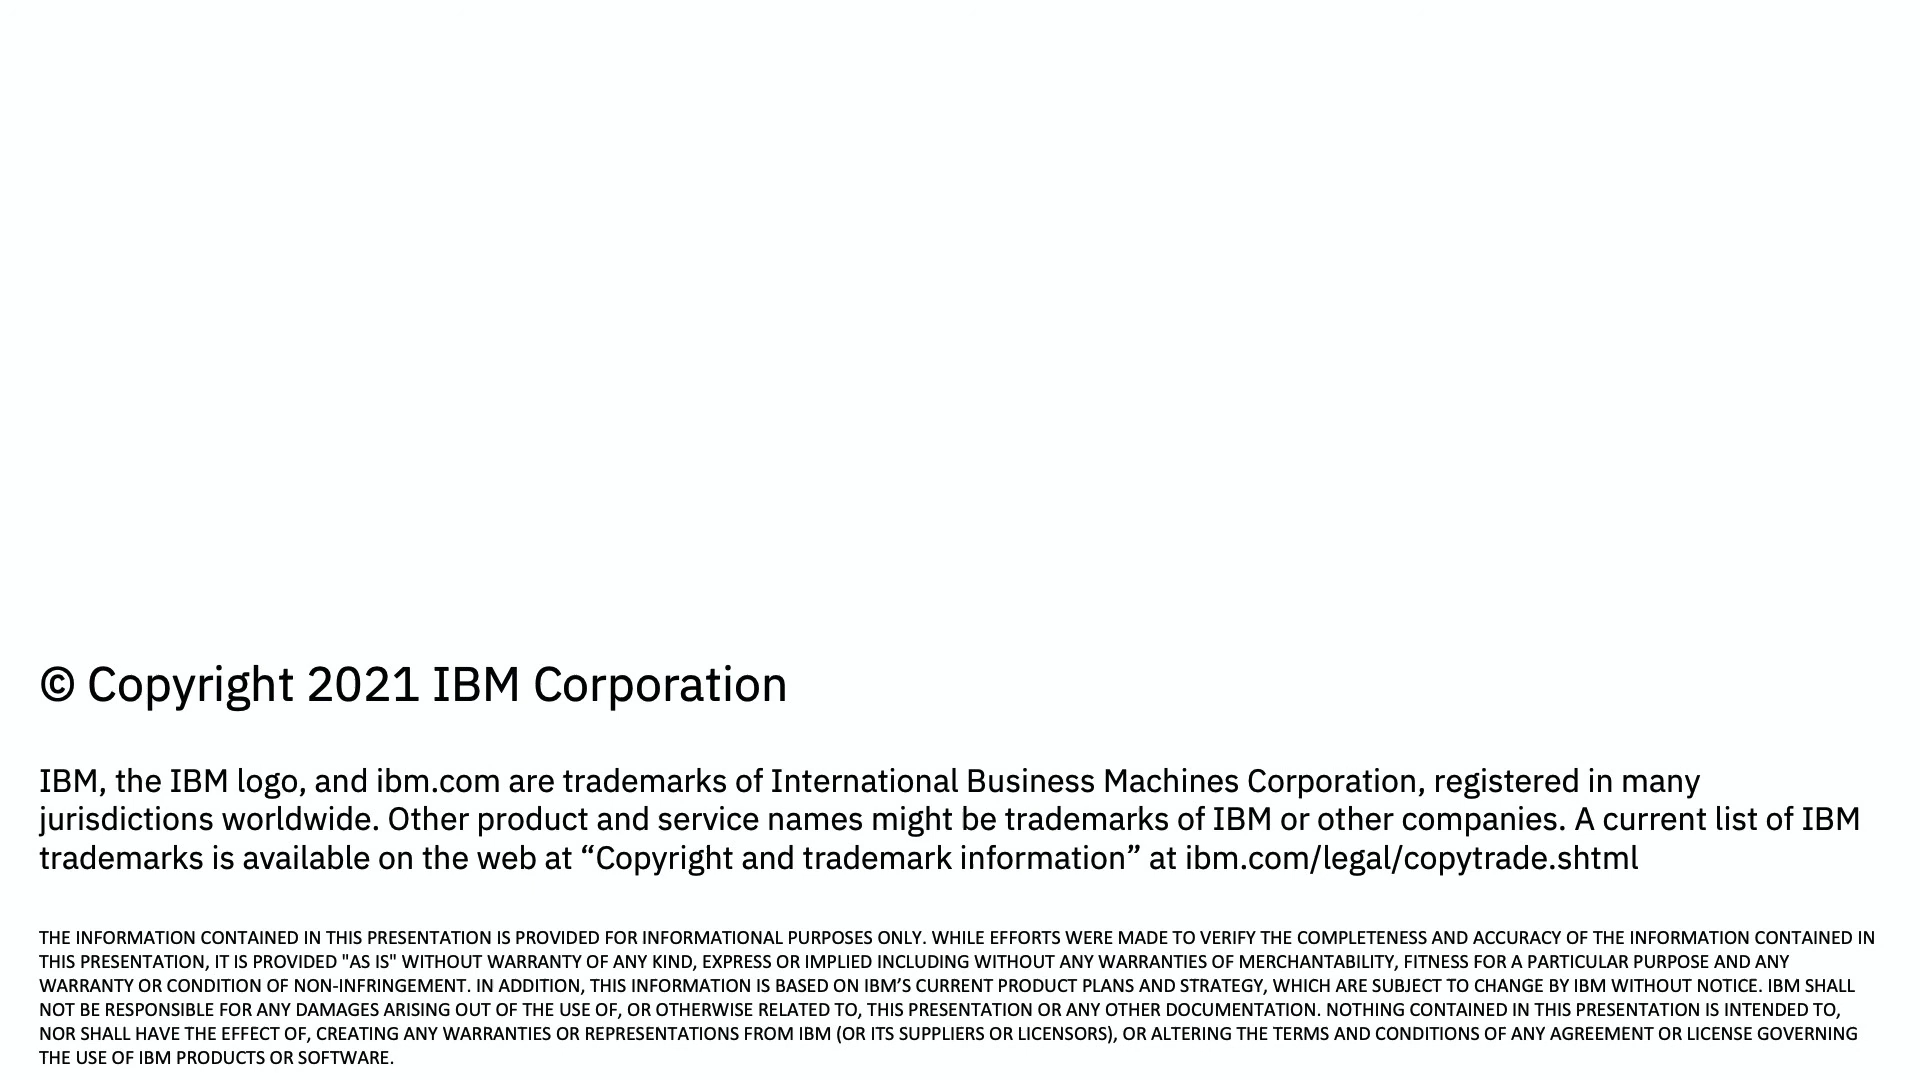 © Copyright 2021 IBM Corporation
IBM, the IBM logo, and ibm.com are trademarks of International Business Machines Corporation, registered in many
jurisdictions worldwide. Other product and service names might be trademarks of IBM or other companies. A current list of IBM
trademarks is available on the web at “Copyright and trademark information” at ibm.com/legal/copytrade.shtml
THE INFORMATION CONTAINED IN THIS PRESENTATION IS PROVIDED FOR INFORMATIONAL PURPOSES ONLY. WHILE EFFORTS WERE MADE TO VERIFY THE COMPLETENESS AND ACCURACY OF THE INFORMATION CONTAINED IN
THIS PRESENTATION, IT IS PROVIDED "AS IS" WITHOUT WARRANTY OF ANY KIND, EXPRESS OR IMPLIED INCLUDING WITHOUT ANY WARRANTIES OF MERCHANTABILITY, FITNESS FOR A PARTICULAR PURPOSE AND ANY
WARRANTY OR CONDITION OF NON-INFRINGEMENT. IN ADDITION, THIS INFORMATION IS BASED ON IBM’S CURRENT PRODUCT PLANS AND STRATEGY, WHICH ARE SUBJECT TO CHANGE BY IBM WITHOUT NOTICE. IBM SHALL
NOT BE RESPONSIBLE FOR ANY DAMAGES ARISING OUT OF THE USE OF, OR OTHERWISE RELATED TO, THIS PRESENTATION OR ANY OTHER DOCUMENTATION. NOTHING CONTAINED IN THIS PRESENTATION IS INTENDED TO,
NOR SHALL HAVE THE EFFECT OF, CREATING ANY WARRANTIES OR REPRESENTATIONS FROM IBM (OR ITS SUPPLIERS OR LICENSORS), OR ALTERING THE TERMS AND CONDITIONS OF ANY AGREEMENT OR LICENSE GOVERNING
THE USE OF IBM PRODUCTS OR SOFTWARE.